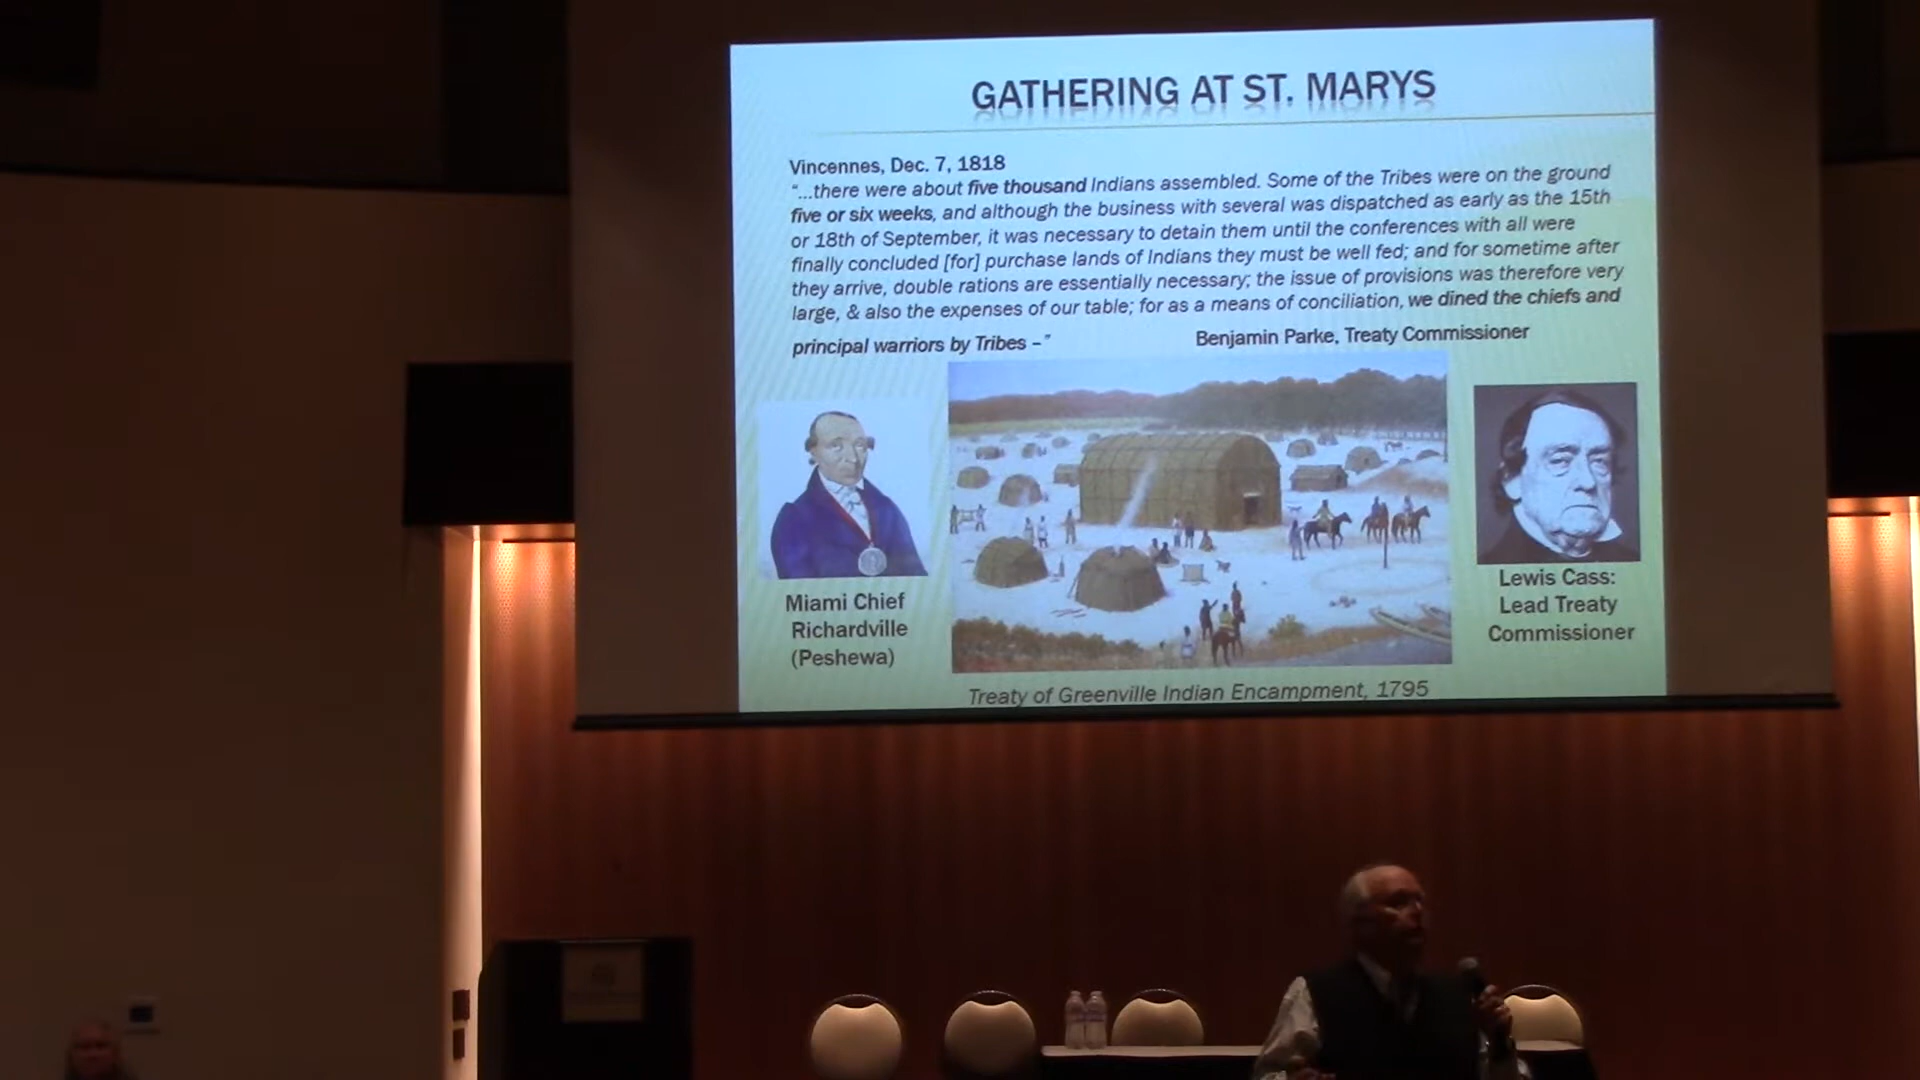 GATHERING AT ST. MARYS
Vincennes, Dec. 7, 1818
"...there were about five thousand Indians assembled. Some of the Tribes were on the ground
five or six weeks, and although the business with several was dispatched as early as the 15th
or 18th of September, it was necessary to detain them until the conferences with all were
finally concluded [for] purchase lands of Indians they must be well fed; and for sometime after
they arrive, double rations are essentially necessary; the issue of provisions was therefore very
large, & also the expenses of our table; for as a means of conciliation, we dined the chiefs and
principal warriors by Tribes –"
Benjamin Parke, Treaty Commissioner
Miami Chief
Richardville
(Peshewa)
Lewis Cass:
Lead Treaty
Commissioner
Treaty of Greenville Indian Encampment, 1795